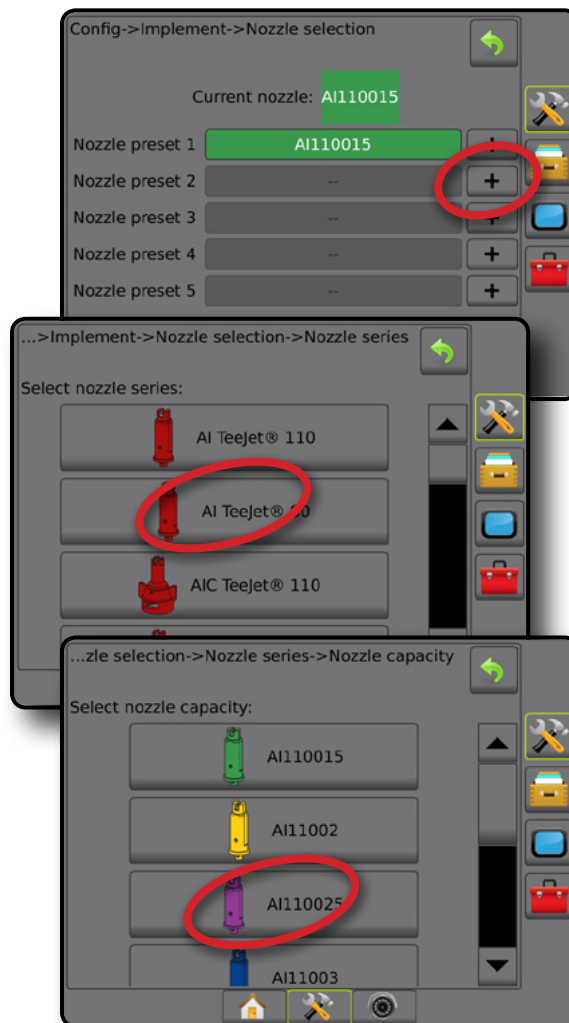 Config->Implement->Nozzle selection
Current nozzle: AI110015
Nozzle preset 1 AI110015 +
Nozzle preset 2 -- +
Nozzle preset 3 -- +
Nozzle preset 4 -- +
Nozzle preset 5 -- +
...>Implement->Nozzle selection->Nozzle series
Select nozzle series:
AI TeeJet® 110
AI TeeJet® 80
AIC TeeJet® 110
...zle selection->Nozzle series->Nozzle capacity
Select nozzle capacity:
AI110015
AI11002
AI110025
AI11003